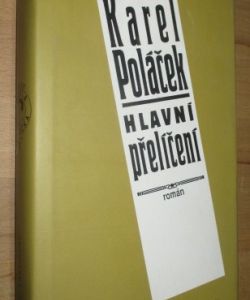 Karel
Poláček
HLAVNÍ
přelíčení
román